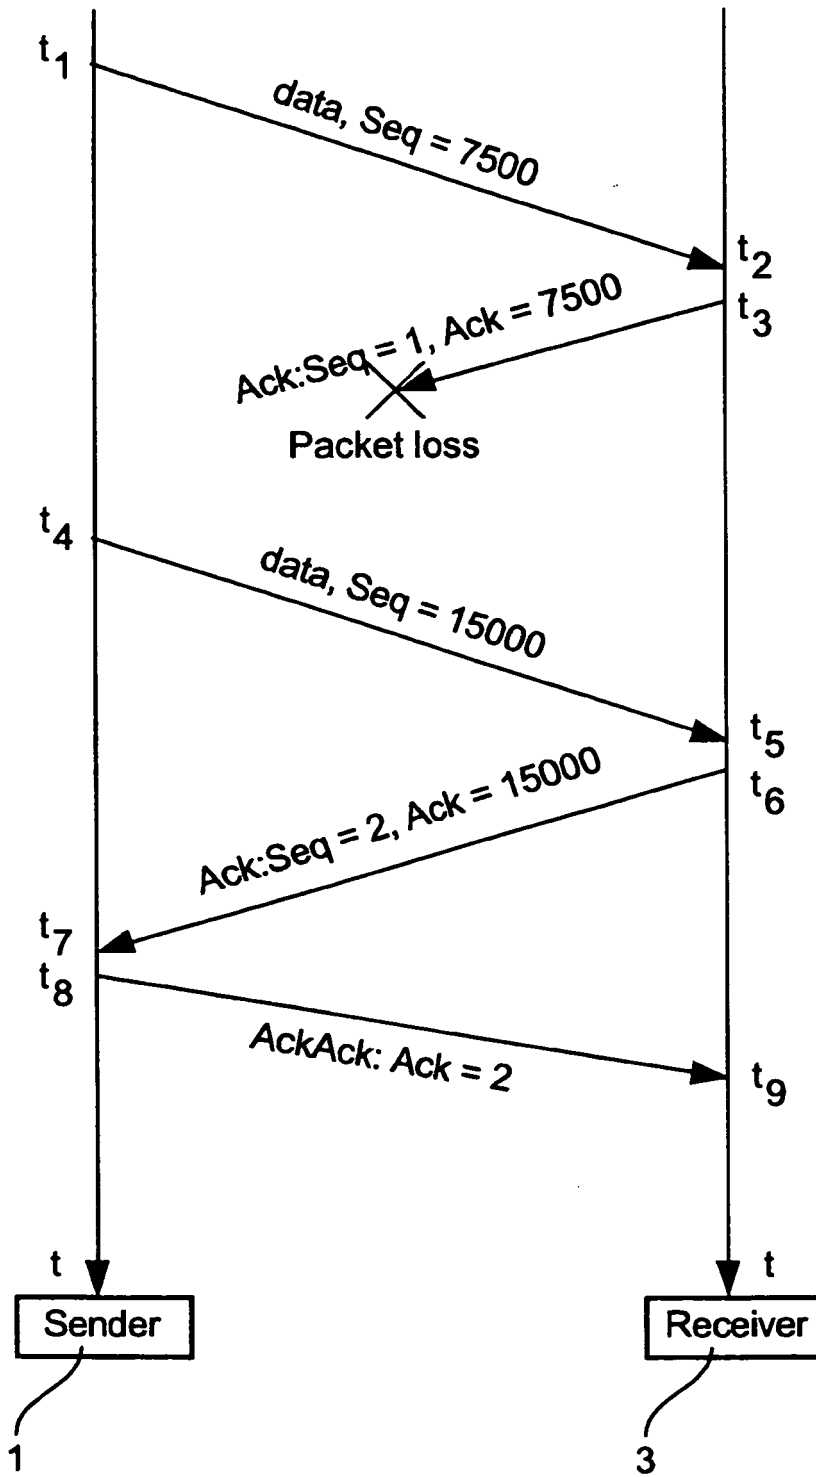 t1
data, Seq = 7500
t2
t3
Ack:Seq = 1, Ack = 7500
Packet loss
t4
data, Seq = 15000
t5
t6
Ack:Seq = 2, Ack = 15000
t7
t8
AckAck: Ack = 2
t9
t
t
Sender
Receiver
1
3